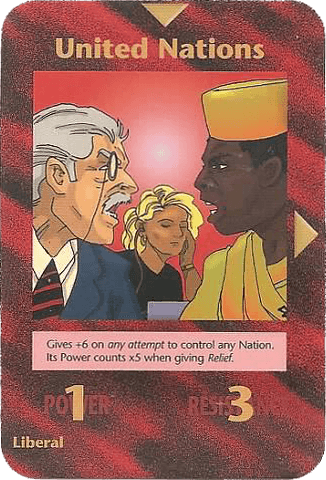 United Nations
Gives +6 on any attempt to control any Nation.
Its Power counts x5 when giving Relief.
POWER 1 RESISTANCE 3
Liberal